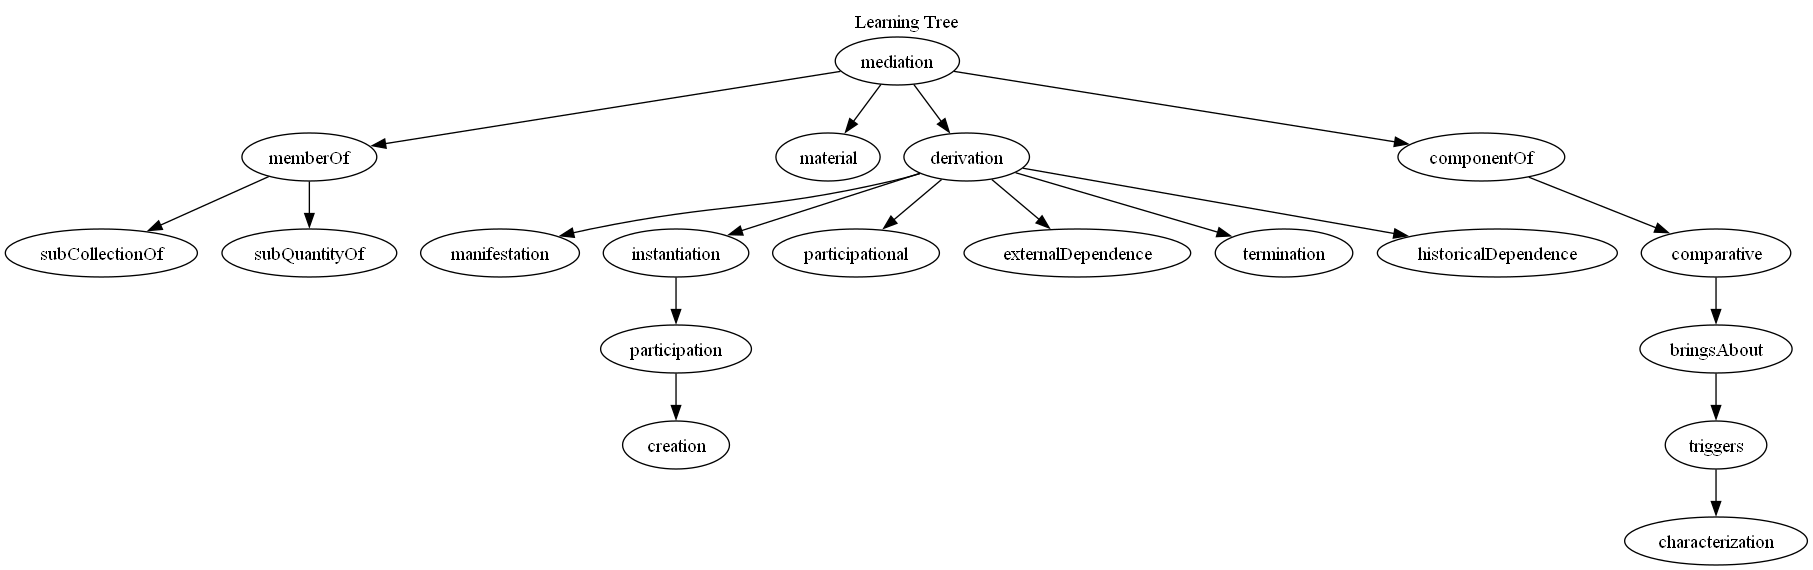 Learning Tree
mediation
memberOf
material
derivation
componentOf
subCollectionOf
subQuantityOf
manifestation
instantiation
participational
externalDependence
termination
historicalDependence
comparative
participation
bringsAbout
creation
triggers
characterization